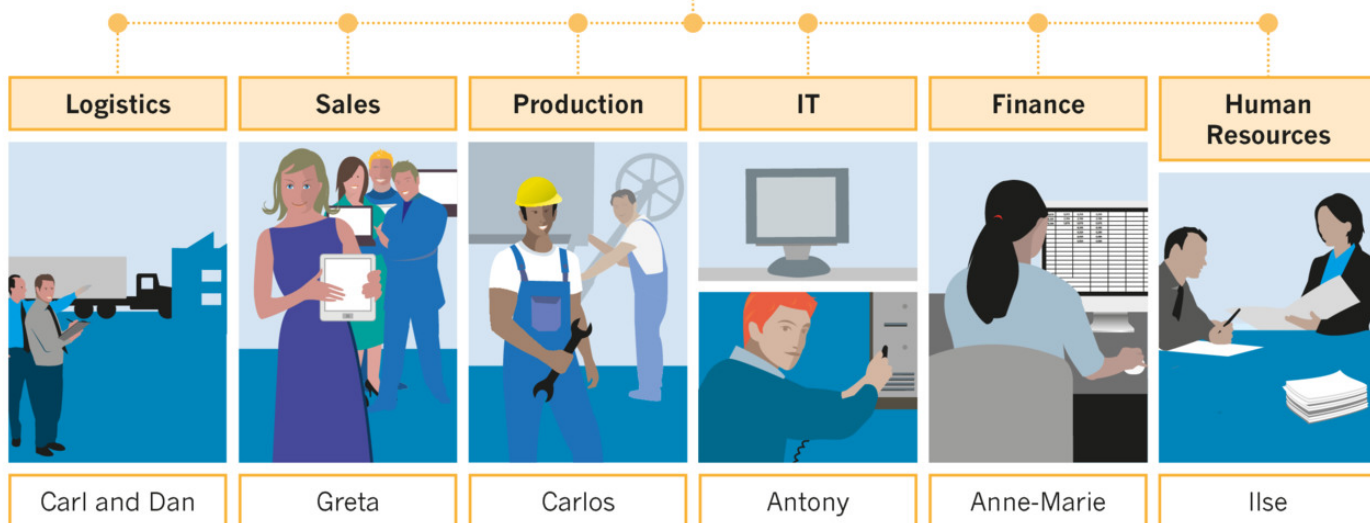 Logistics
Sales
Production
IT
Finance
Human
Resources
Carl and Dan
Greta
Carlos
Antony
Anne-Marie
Ilse